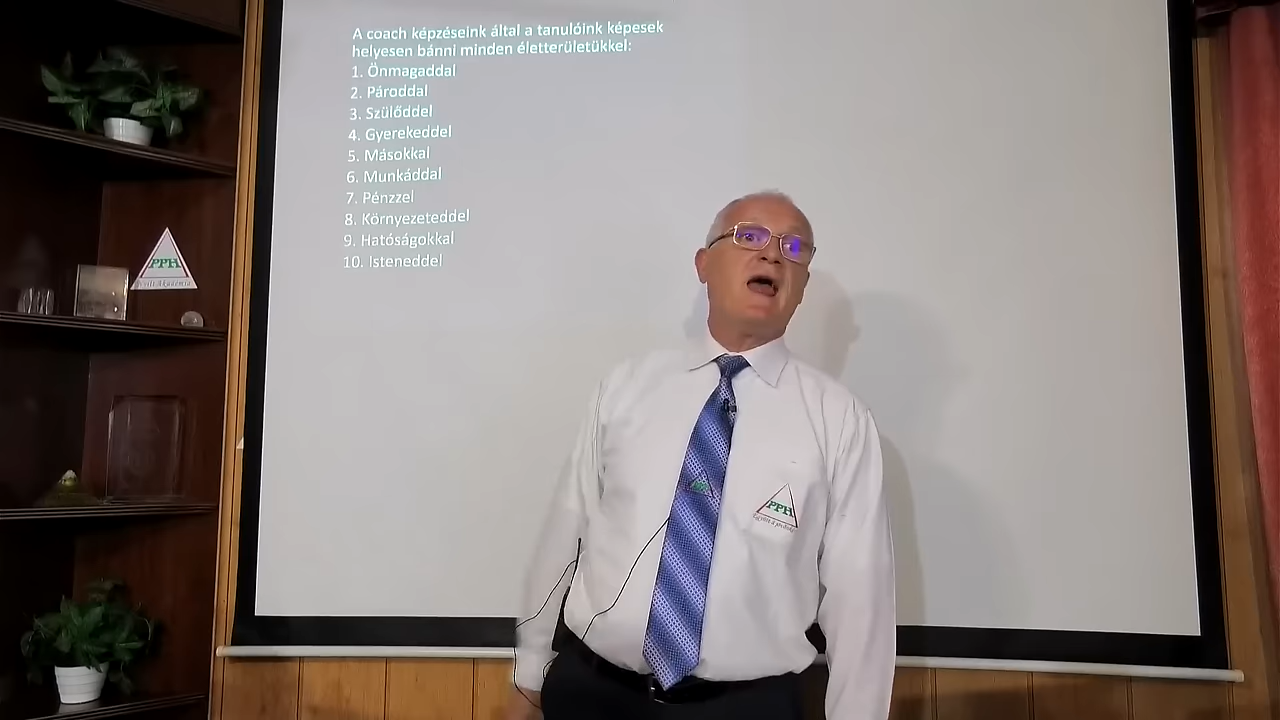 A coach képzéseink által a tanulóink képesek
helyesen bánni minden életterületükkel:
1. Önmagaddal
2. Pároddal
3. Szülőddel
4. Gyerekeddel
5. Másokkal
6. Munkáddal
7. Pénzzel
8. Környezeteddel
9. Hatóságokkal
10. Isteneddel
PPH
Akadémia
PPH